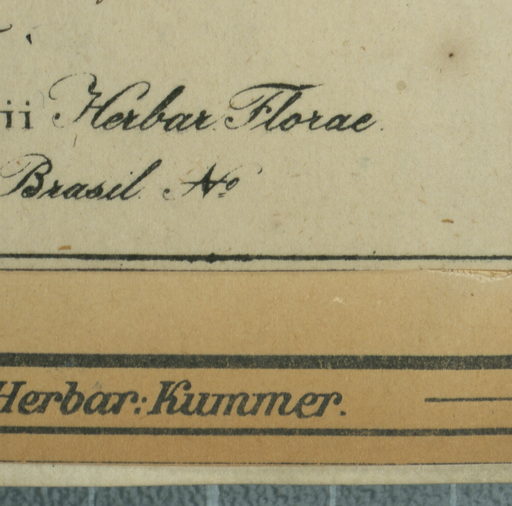 ii Herbar. Florae.
Brasil. No
Herbar: Kummer.